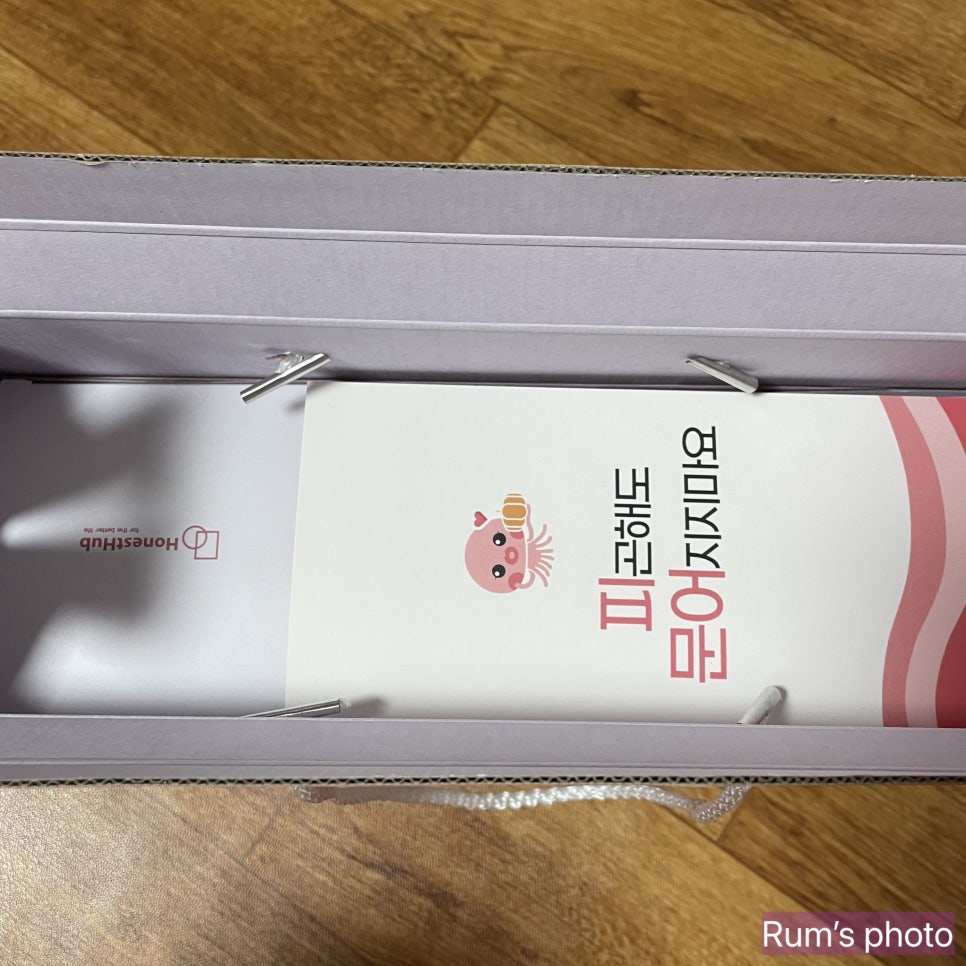 피곤해도
문어지지마요
HonestHub
for the better life
Rum's photo